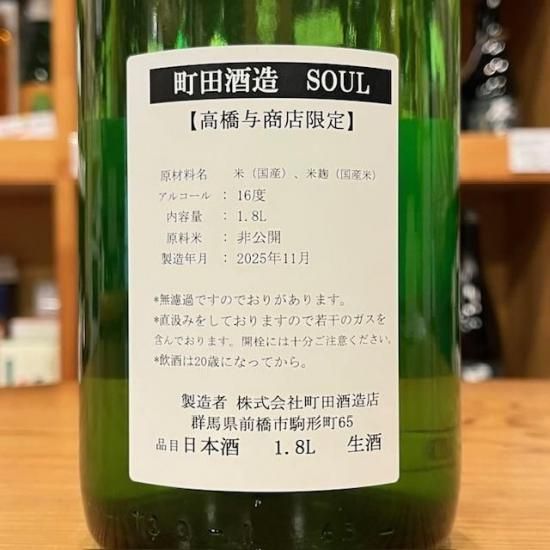 町田酒造 SOUL
【高橋与商店限定】
原材料名 米（国産）、米麹（国産米）
アルコール ： 16度
内容量 ： 1.8L
原料米 ： 非公開
製造年月 ： 2025年11月
*無濾過ですのでおりがあります。
*直汲みをしておりますので若干のガスを
含んでおります。開栓には十分ご注意ください。
*飲酒は20歳になってから。
製造者 株式会社町田酒造店
群馬県前橋市駒形町65
品目 日本酒 1.8L 生酒